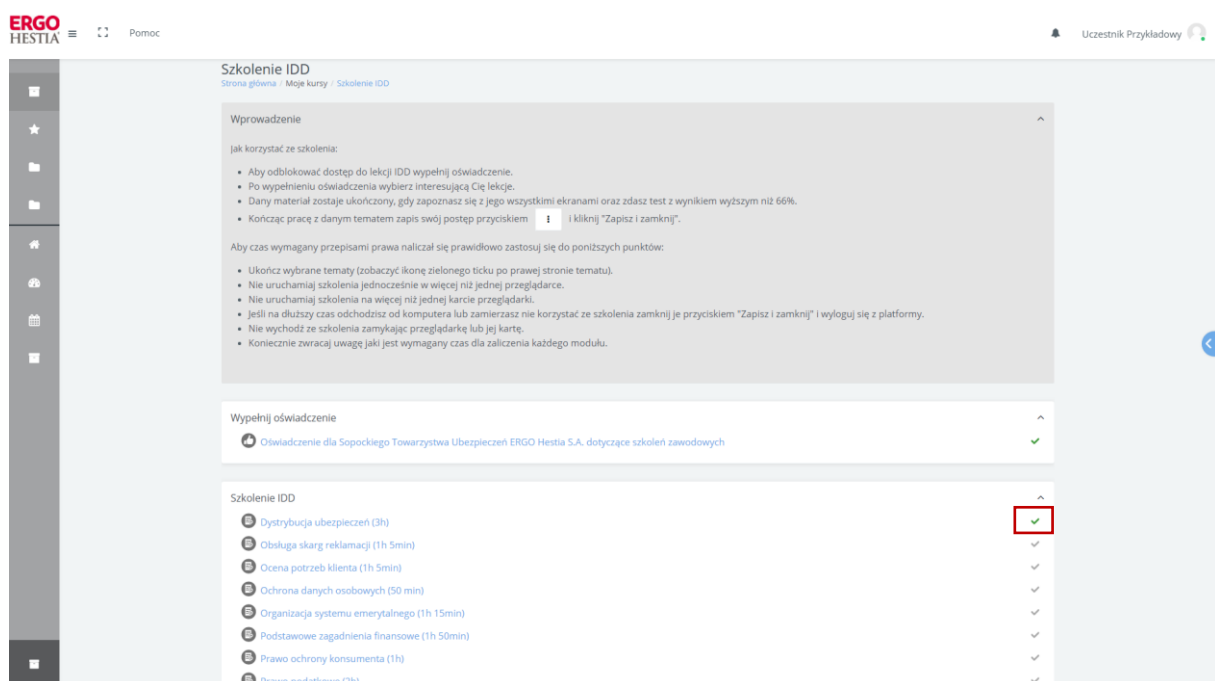 ERGO
HESTIA
Pomoc
Uczestnik Przykładowy
Szkolenie IDD
Strona główna / Moje kursy / Szkolenie IDD
Wprowadzenie
Jak korzystać ze szkolenia:
• Aby odblokować dostęp do lekcji IDD wypełnij oświadczenie.
• Po wypełnieniu oświadczenia wybierz interesującą Cię lekcje.
• Dany materiał zostaje ukończony, gdy zapoznasz się z jego wszystkimi ekranami oraz zdasz test z wynikiem wyższym niż 66%.
• Kończąc pracę z danym tematem zapis swój postęp przyciskiem i kliknij "Zapisz i zamknij".
Aby czas wymagany przepisami prawa naliczał się prawidłowo zastosuj się do poniższych punktów:
• Ukończ wybrane tematy (zobaczyć ikonę zielonego ticku po prawej stronie tematu).
• Nie uruchamiaj szkolenia jednocześnie w więcej niż jednej przeglądarce.
• Nie uruchamiaj szkolenia na więcej niż jednej karcie przeglądarki.
• Jeśli na dłuższy czas odchodzisz od komputera lub zamierzasz nie korzystać ze szkolenia zamknij je przyciskiem "Zapisz i zamknij" i wyloguj się z platformy.
• Nie wychodź ze szkolenia zamykając przeglądarkę lub jej kartę.
• Koniecznie zwracaj uwagę jaki jest wymagany czas dla zaliczenia każdego modułu.
Wypełnij oświadczenie
Oświadczenie dla Sopockiego Towarzystwa Ubezpieczeń ERGO Hestia S.A. dotyczące szkoleń zawodowych
Szkolenie IDD
Dystrybucja ubezpieczeń (3h)
Obsługa skarg reklamacji (1h 5min)
Ocena potrzeb klienta (1h 5min)
Ochrona danych osobowych (50 min)
Organizacja systemu emerytalnego (1h 15min)
Podstawowe zagadnienia finansowe (1h 50min)
Prawo ochrony konsumenta (1h)
Prawo podatkowe (2h)